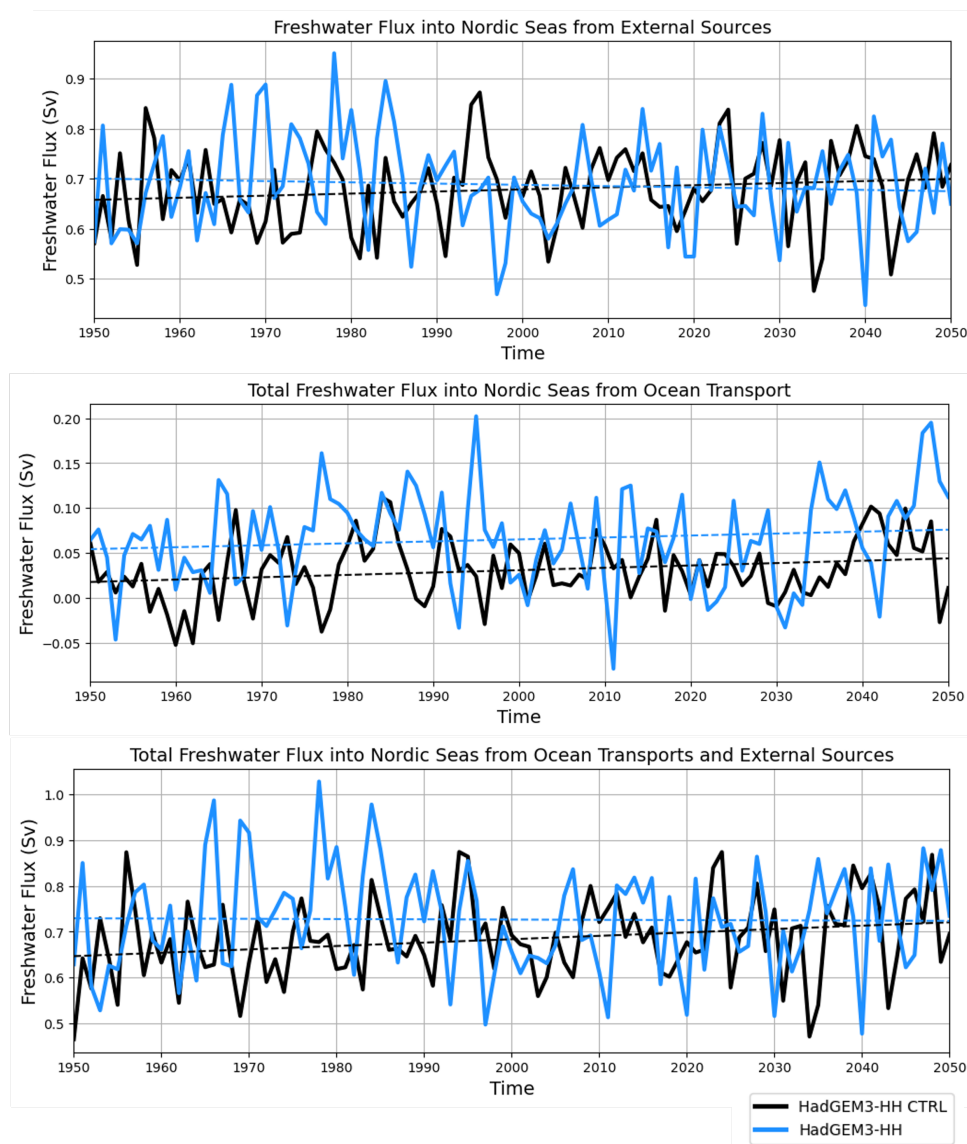 Freshwater Flux into Nordic Seas from External Sources
Freshwater Flux (Sv)
0.9
0.8
0.7
0.6
0.5
1950 1960 1970 1980 1990 2000 2010 2020 2030 2040 2050
Time
Total Freshwater Flux into Nordic Seas from Ocean Transport
Freshwater Flux (Sv)
0.20
0.15
0.10
0.05
0.00
−0.05
1950 1960 1970 1980 1990 2000 2010 2020 2030 2040 2050
Time
Total Freshwater Flux into Nordic Seas from Ocean Transports and External Sources
Freshwater Flux (Sv)
1.0
0.9
0.8
0.7
0.6
0.5
1950 1960 1970 1980 1990 2000 2010 2020 2030 2040 2050
Time
HadGEM3-HH CTRL
HadGEM3-HH